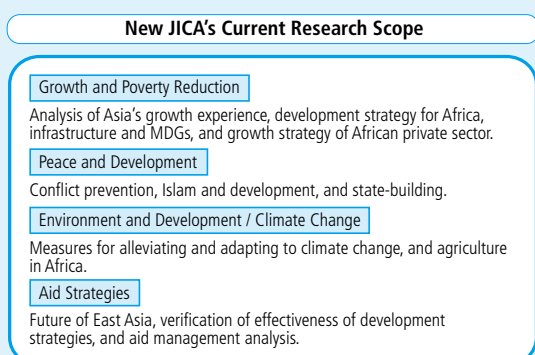 New JICA's Current Research Scope
Growth and Poverty Reduction
Analysis of Asia's growth experience, development strategy for Africa,
infrastructure and MDGs, and growth strategy of African private sector.
Peace and Development
Conflict prevention, Islam and development, and state-building.
Environment and Development / Climate Change
Measures for alleviating and adapting to climate change, and agriculture
in Africa.
Aid Strategies
Future of East Asia, verification of effectiveness of development
strategies, and aid management analysis.